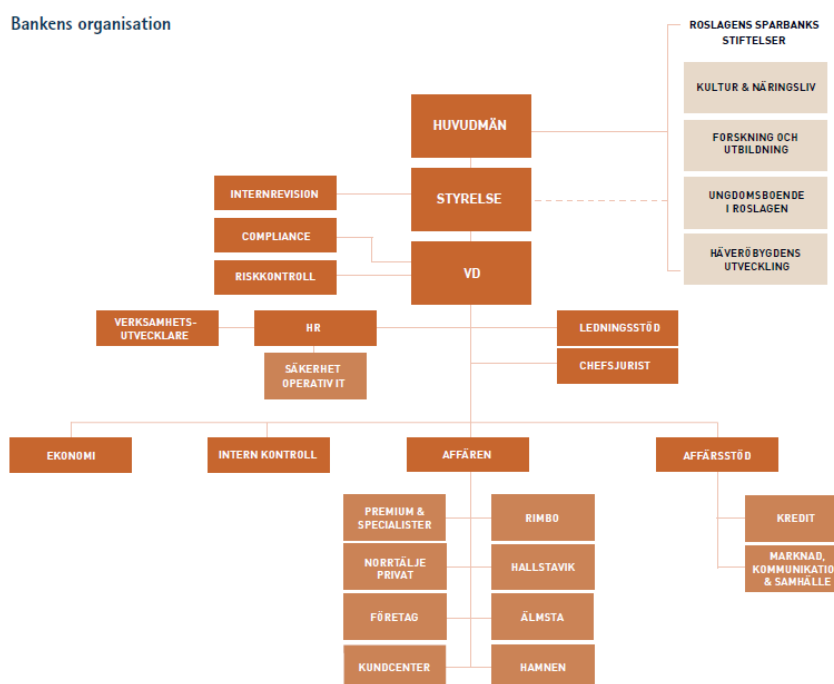 Bankens organisation
ROSLAGENS SPARBANKS
STIFTELSER
KULTUR & NÄRINGSLIV
HUVUDMÄN
FORSKNING OCH
UTBILDNING
INTERNREVISION
STYRELSE
UNGDOMSBOENDE
I ROSLAGEN
COMPLIANCE
RISKKONTROLL
VD
HÄVERÖBYGDENS
UTVECKLING
VERKSAMHETS-
UTVECKLARE
HR
LEDNINGSSTÖD
SÄKERHET
OPERATIV IT
CHEFSJURIST
EKONOMI
INTERN KONTROLL
AFFÄREN
AFFÄRSSTÖD
PREMIUM &
SPECIALISTER
RIMBO
KREDIT
NORRTÄLJE
PRIVAT
HALLSTAVIK
MARKNAD,
KOMMUNIKATION
& SAMHÄLLE
FÖRETAG
ÄLMSTA
KUNDCENTER
HAMNEN